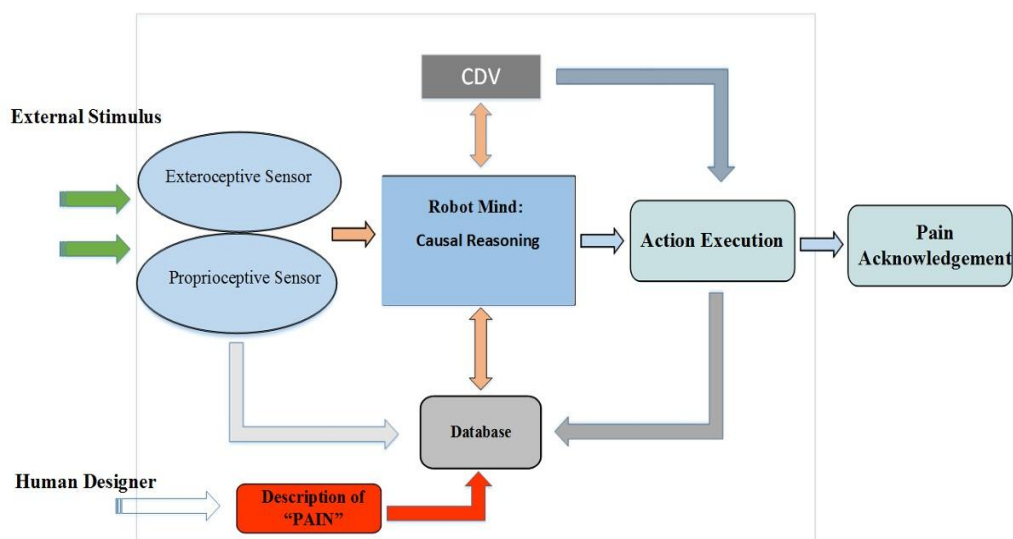 CDV
External Stimulus
Exteroceptive Sensor
Robot Mind:
Causal Reasoning
Action Execution
Pain
Acknowledgement
Proprioceptive Sensor
Database
Human Designer
Description of
“PAIN”